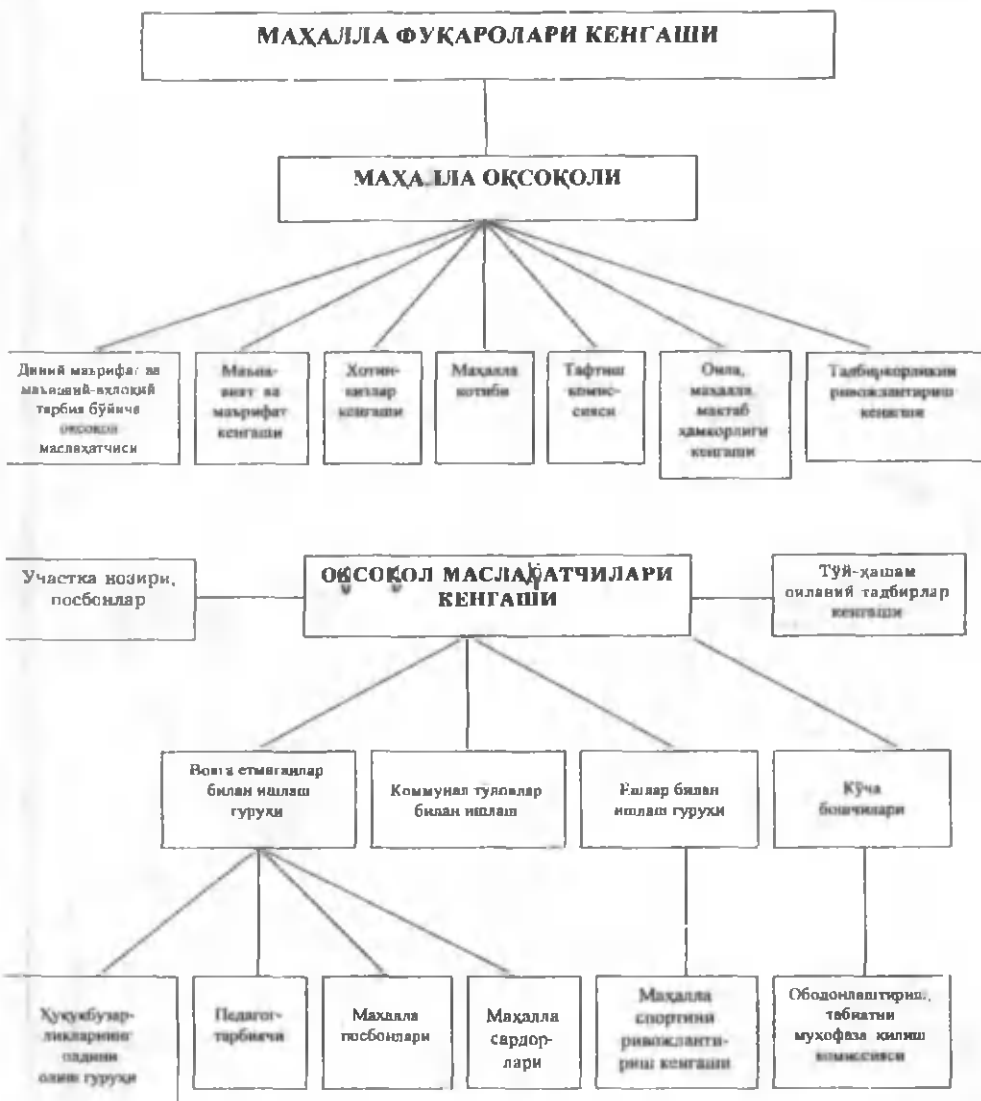 МАҲАЛЛА ФУҚАРОЛАРИ КЕНГАШИ
МАҲАЛЛА ОҚСОҚОЛИ
Диний маърифат ва
маънавий-ахлоқий
тарбия бўйича
оқсоқол
маслаҳатчиси
Маъна-
вият ва
маърифат
кенгаши
Хотин-
қизлар
кенгаши
Маҳалла
котиби
Тафтиш
комис-
сияси
Оила,
маҳалла,
мактаб
ҳамкорлиги
кенгаши
Тадбиркорликни
ривожлантириш
кенгаши
Участка нозири,
посбонлар
ОҚСОҚОЛ МАСЛАҲАТЧИЛАРИ
КЕНГАШИ
Тўй-ҳашам
оилавий тадбирлар
кенгаши
Вояга етмаганлар
билан ишлаш
гуруҳи
Коммунал тўловлар
билан ишлаш
Ёшлар билан
ишлаш гуруҳи
Кўча
бошчилари
Ҳуқуқбузар-
ликларнинг
олдини
олиш гуруҳи
Педагог-
тарбиячи
Маҳалла
посбонлари
Маҳалла
сардор-
лари
Маҳалла
спортини
ривожланти-
риш кенгаши
Ободонлаштириш,
табиатни
муҳофаза қилиш
комиссияси